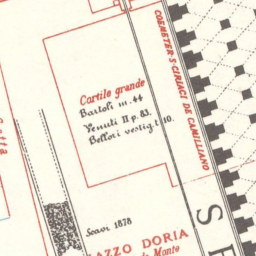 COEMETER·S·CIRIACI DE CAMILLIANO
Cortile grande
Bartoli III. 44
Venuti II p. 83.
Bellori vestig. t. 10.
Scavi 1878
AZZO DORIA
Monte
S